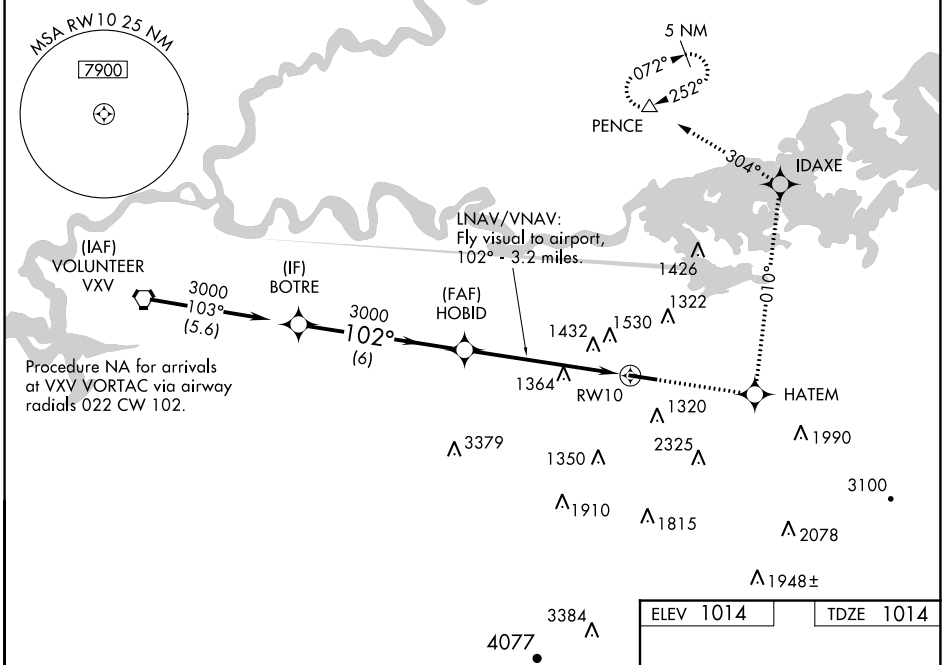 MSA RW10 25 NM
7900
5 NM
072°
252°
PENCE
304°
IDAXE
010°
HATEM
LNAV/VNAV:
Fly visual to airport,
102° - 3.2 miles.
(IAF)
VOLUNTEER
VXV
3000
103°
(5.6)
(IF)
BOTRE
3000
102°
(6)
(FAF)
HOBID
1426
1322
1530
1432
1364
RW10
Procedure NA for arrivals
at VXV VORTAC via airway
radials 022 CW 102.
1320
1990
3379
1350
2325
3100
1910
1815
2078
1948±
3384
4077
ELEV 1014
TDZE 1014